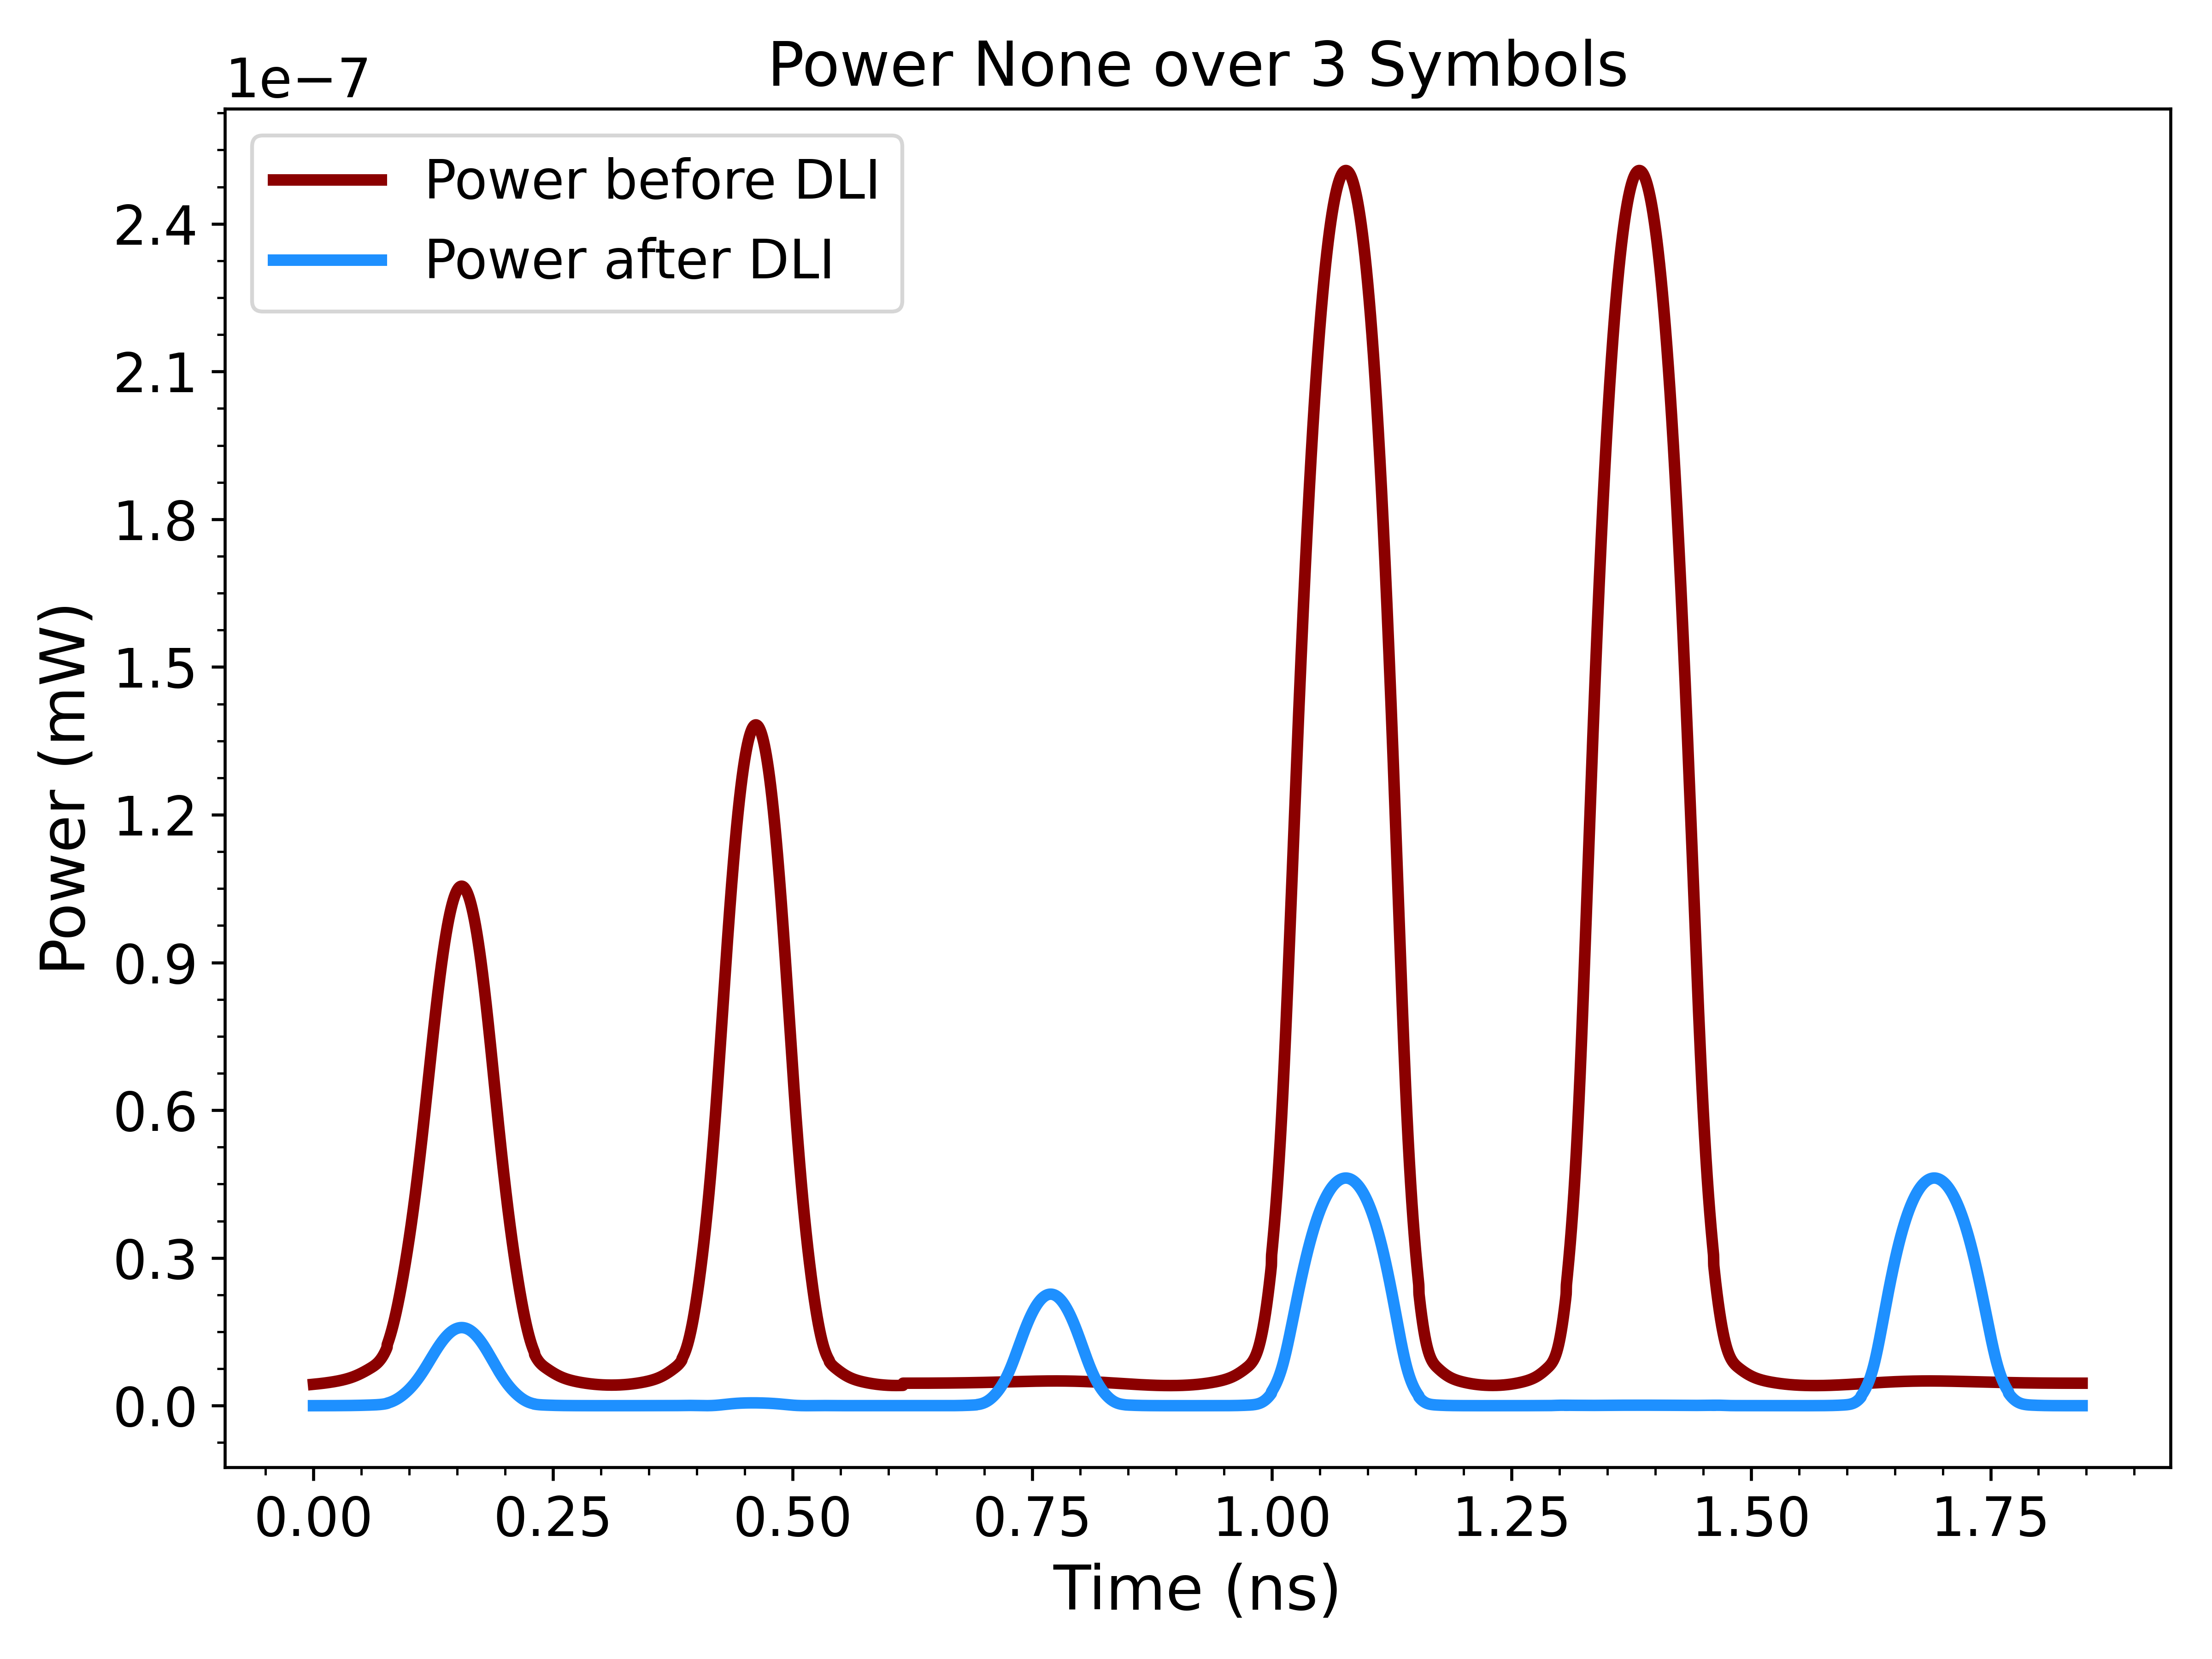 Power None over 3 Symbols
1e−7
Power before DLI
Power after DLI
2.4
2.1
1.8
1.5
1.2
0.9
0.6
0.3
0.0
Power (mW)
0.00 0.25 0.50 0.75 1.00 1.25 1.50 1.75
Time (ns)